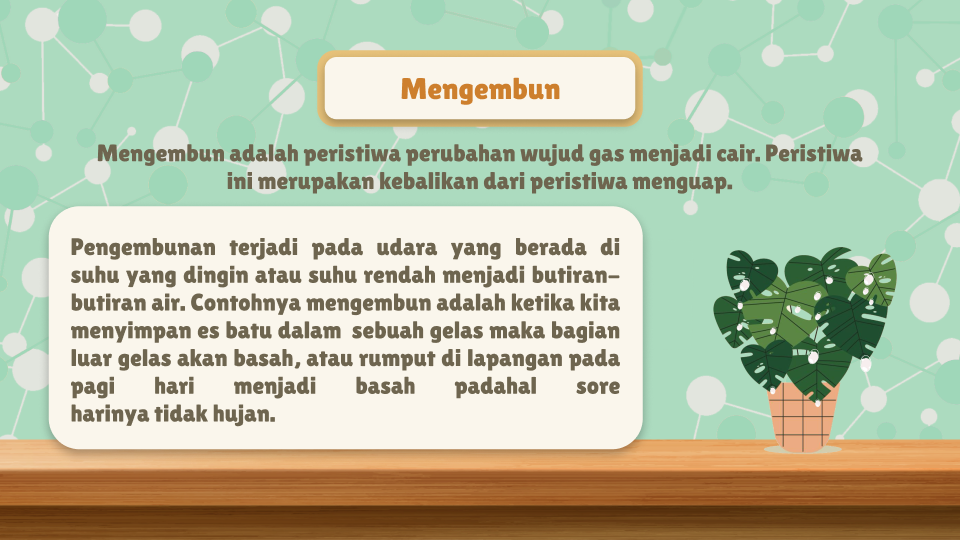 Mengembun
Mengembun adalah peristiwa perubahan wujud gas menjadi cair. Peristiwa
ini merupakan kebalikan dari peristiwa menguap.
Pengembunan terjadi pada udara yang berada di
suhu yang dingin atau suhu rendah menjadi butiran-
butiran air. Contohnya mengembun adalah ketika kita
menyimpan es batu dalam sebuah gelas maka bagian
luar gelas akan basah, atau rumput di lapangan pada
pagi hari menjadi basah padahal sore
harinya tidak hujan.